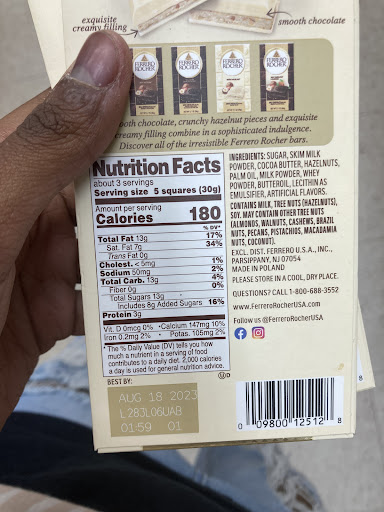 exquisite
creamy filling
smooth chocolate
FERRERO
ROCHER
FERRERO
ROCHER
FERRERO
ROCHER
FERRERO
ROCHER
ooth chocolate, crunchy hazelnut pieces and exquisite
creamy filling combine in a sophisticated indulgence.
Discover all of the irresistible Ferrero Rocher bars.
Nutrition Facts
about 3 servings
Serving size 5 squares (30g)
Amount per serving
Calories 180
% DV*
Total Fat 13g 17%
Sat. Fat 7g 34%
Trans Fat 0g
Cholest. < 5mg 1%
Sodium 50mg 2%
Total Carb. 13g 4%
Fiber 0g 0%
Total Sugars 13g
Includes 8g Added Sugars 16%
Protein 3g
Vit. D 0mcg 0% • Calcium 147mg 10%
Iron 0.2mg 2% • Potas. 105mg 2%
* The % Daily Value (DV) tells you how
much a nutrient in a serving of food
contributes to a daily diet. 2,000 calories
a day is used for general nutrition advice.
INGREDIENTS: SUGAR, SKIM MILK
POWDER, COCOA BUTTER, HAZELNUTS,
PALM OIL, MILK POWDER, WHEY
POWDER, BUTTEROIL, LECITHIN AS
EMULSIFIER, ARTIFICIAL FLAVORS.
CONTAINS MILK, TREE NUTS (HAZELNUTS),
SOY. MAY CONTAIN OTHER TREE NUTS
(ALMONDS, WALNUTS, CASHEWS, BRAZIL
NUTS, PECANS, PISTACHIOS, MACADAMIA
NUTS, COCONUT).
EXCL. DIST. FERRERO U.S.A., INC.,
PARSIPPANY, NJ 07054
MADE IN POLAND
PLEASE STORE IN A COOL, DRY PLACE.
QUESTIONS? CALL 1-800-688-3552
www.FerreroRocherUSA.com
Follow us @FerreroRocherUSA
BEST BY:
AUG 18 2023
L283L06UAB
01:59 01
0 09800 12512 8